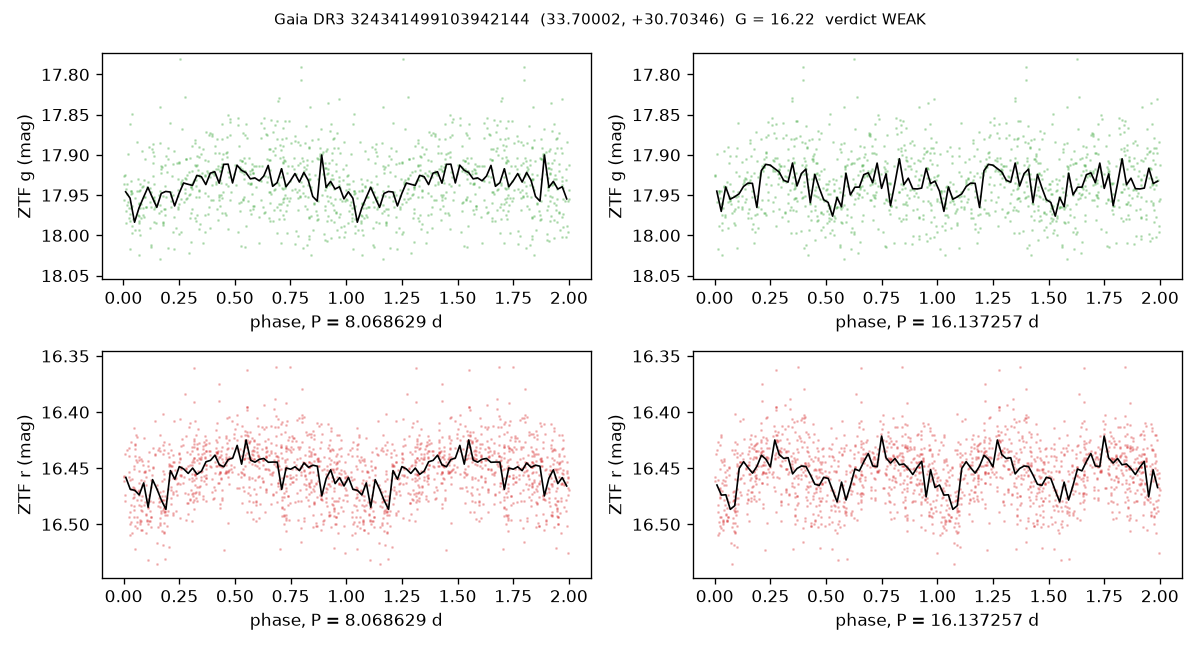 Gaia DR3 324341499103942144 (33.70002, +30.70346) G = 16.22 verdict WEAK
ZTF g (mag)
17.80
17.85
17.90
17.95
18.00
18.05
0.00 0.25 0.50 0.75 1.00 1.25 1.50 1.75 2.00
phase, P = 8.068629 d
ZTF g (mag)
17.80
17.85
17.90
17.95
18.00
18.05
0.00 0.25 0.50 0.75 1.00 1.25 1.50 1.75 2.00
phase, P = 16.137257 d
ZTF r (mag)
16.35
16.40
16.45
16.50
0.00 0.25 0.50 0.75 1.00 1.25 1.50 1.75 2.00
phase, P = 8.068629 d
ZTF r (mag)
16.35
16.40
16.45
16.50
0.00 0.25 0.50 0.75 1.00 1.25 1.50 1.75 2.00
phase, P = 16.137257 d